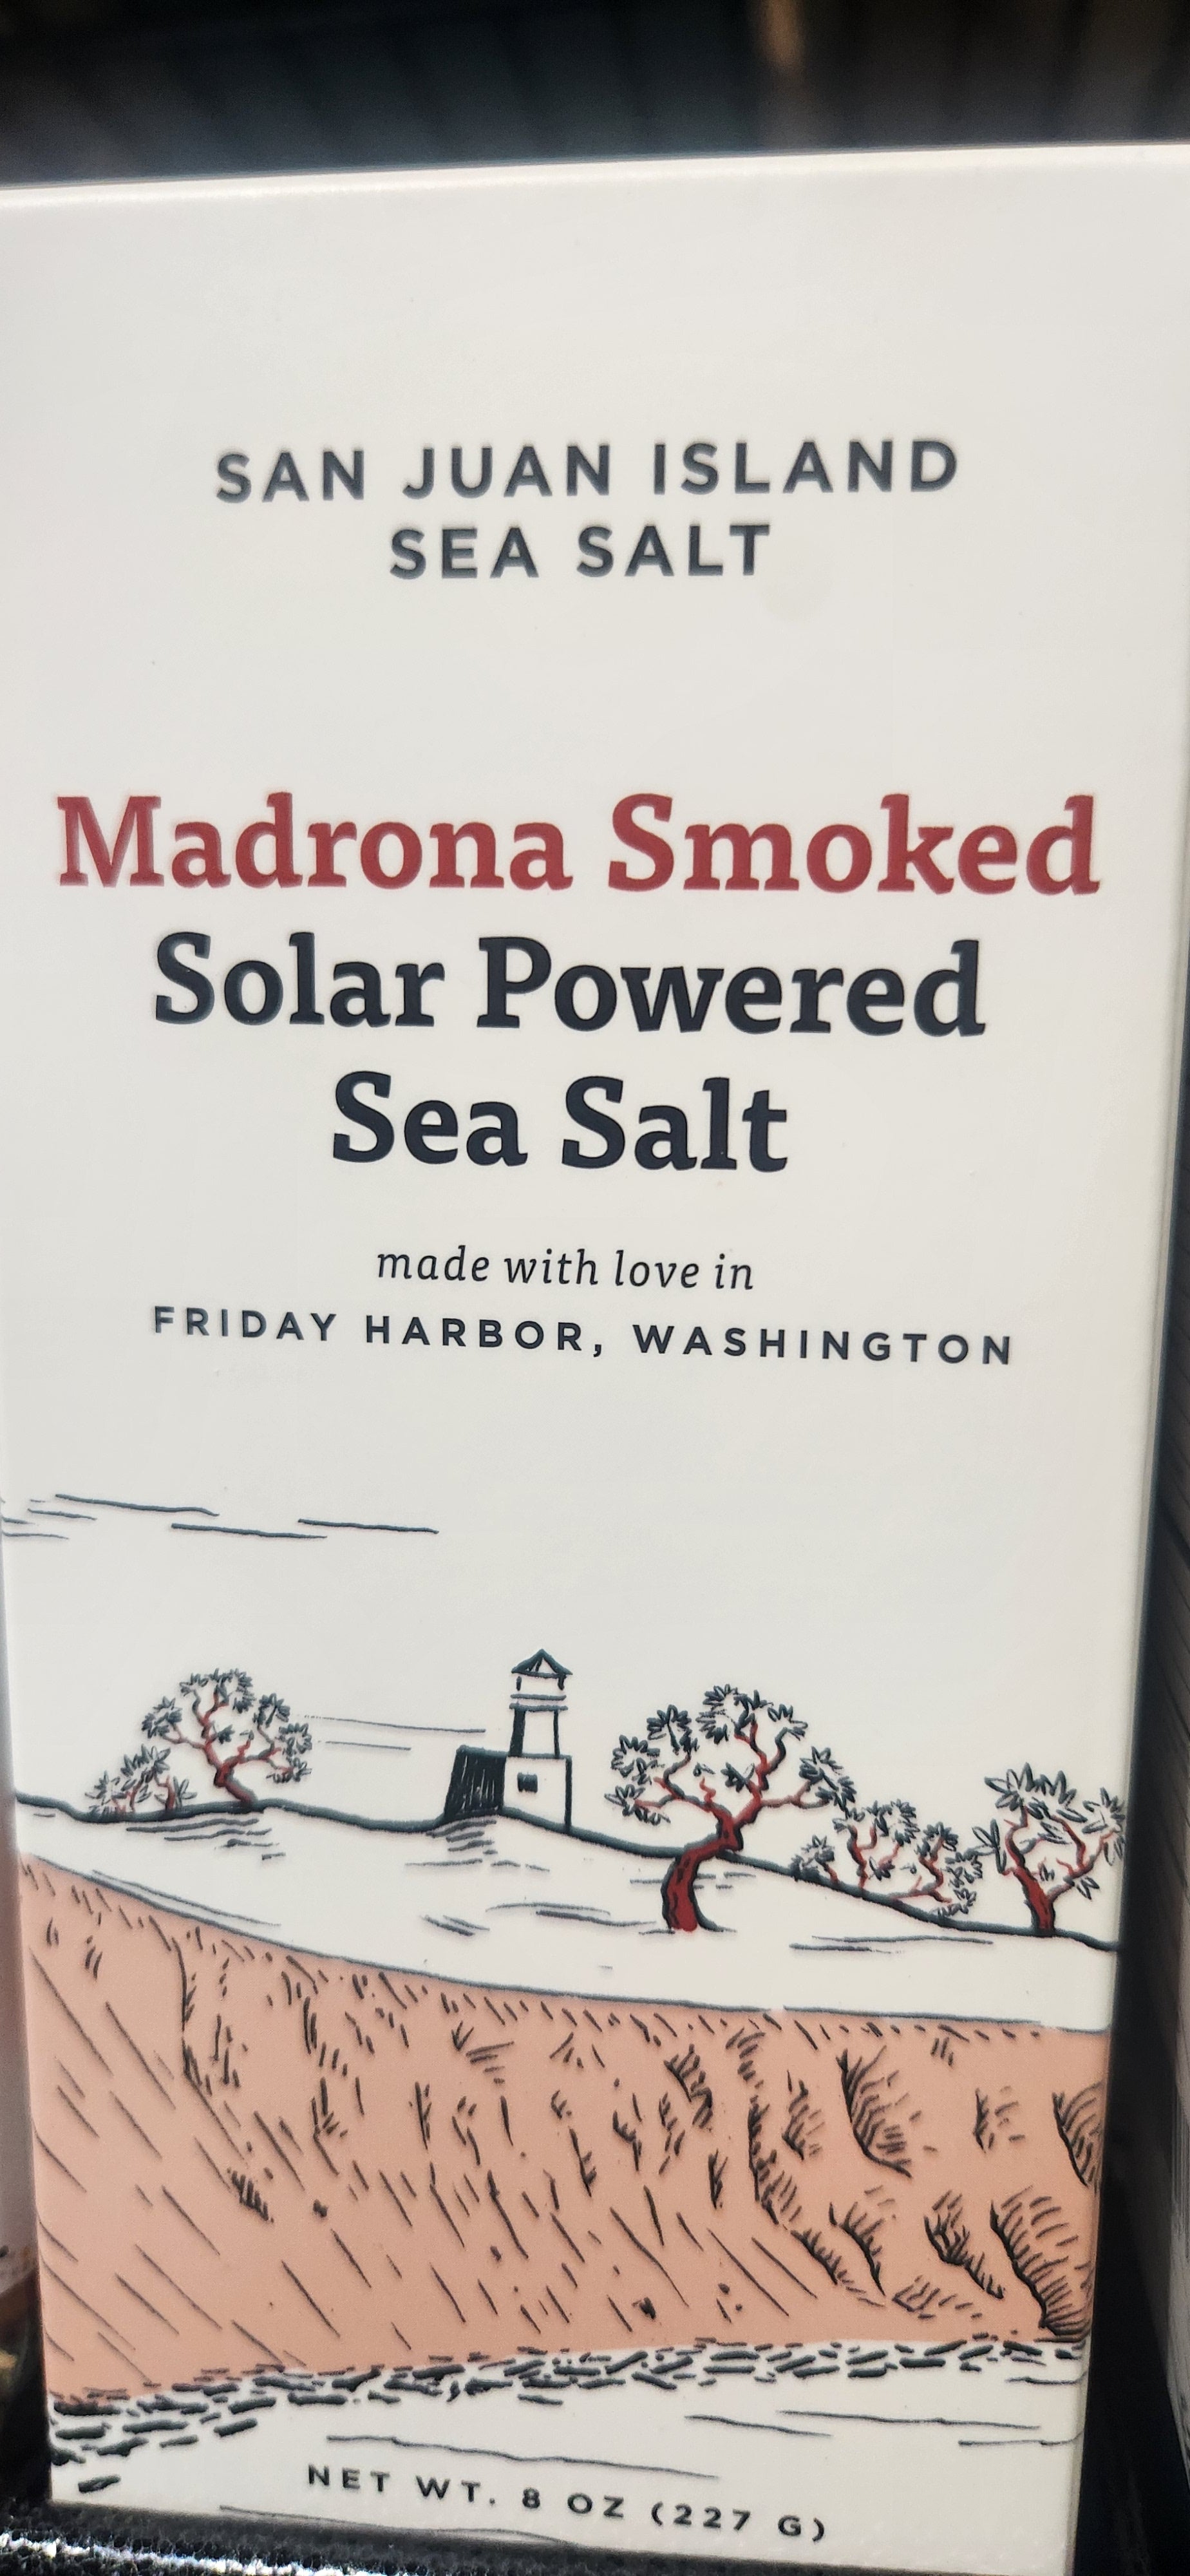 SAN JUAN ISLAND
SEA SALT
Madrona Smoked
Solar Powered
Sea Salt
made with love in
FRIDAY HARBOR, WASHINGTON
NET WT. 8 OZ (227 G)